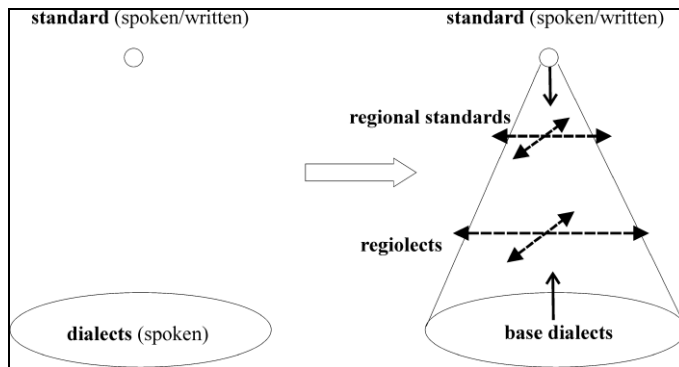 standard (spoken/written)
dialects (spoken)
standard (spoken/written)
regional standards
regiolects
base dialects